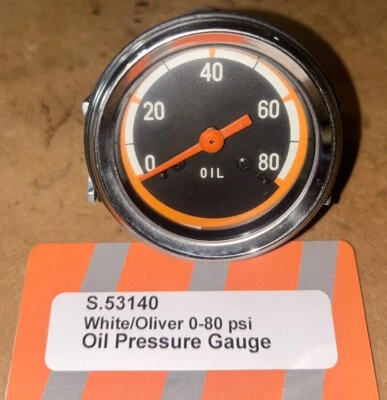 40
20 60
0 80
OIL
S.53140
White/Oliver 0-80 psi
Oil Pressure Gauge